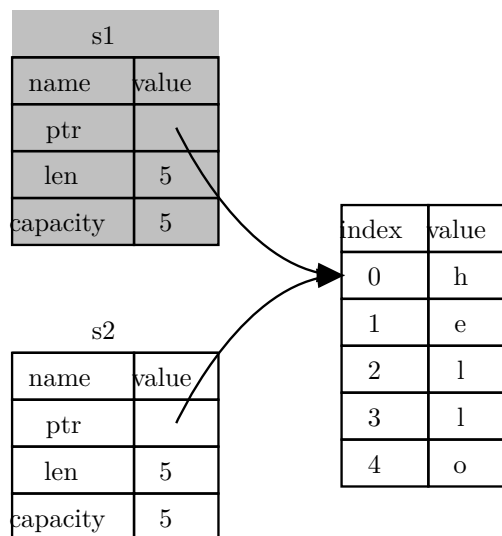 s1
name value
ptr
len 5
capacity 5
index value
0 h
1 e
2 l
3 l
4 o
s2
name value
ptr
len 5
capacity 5